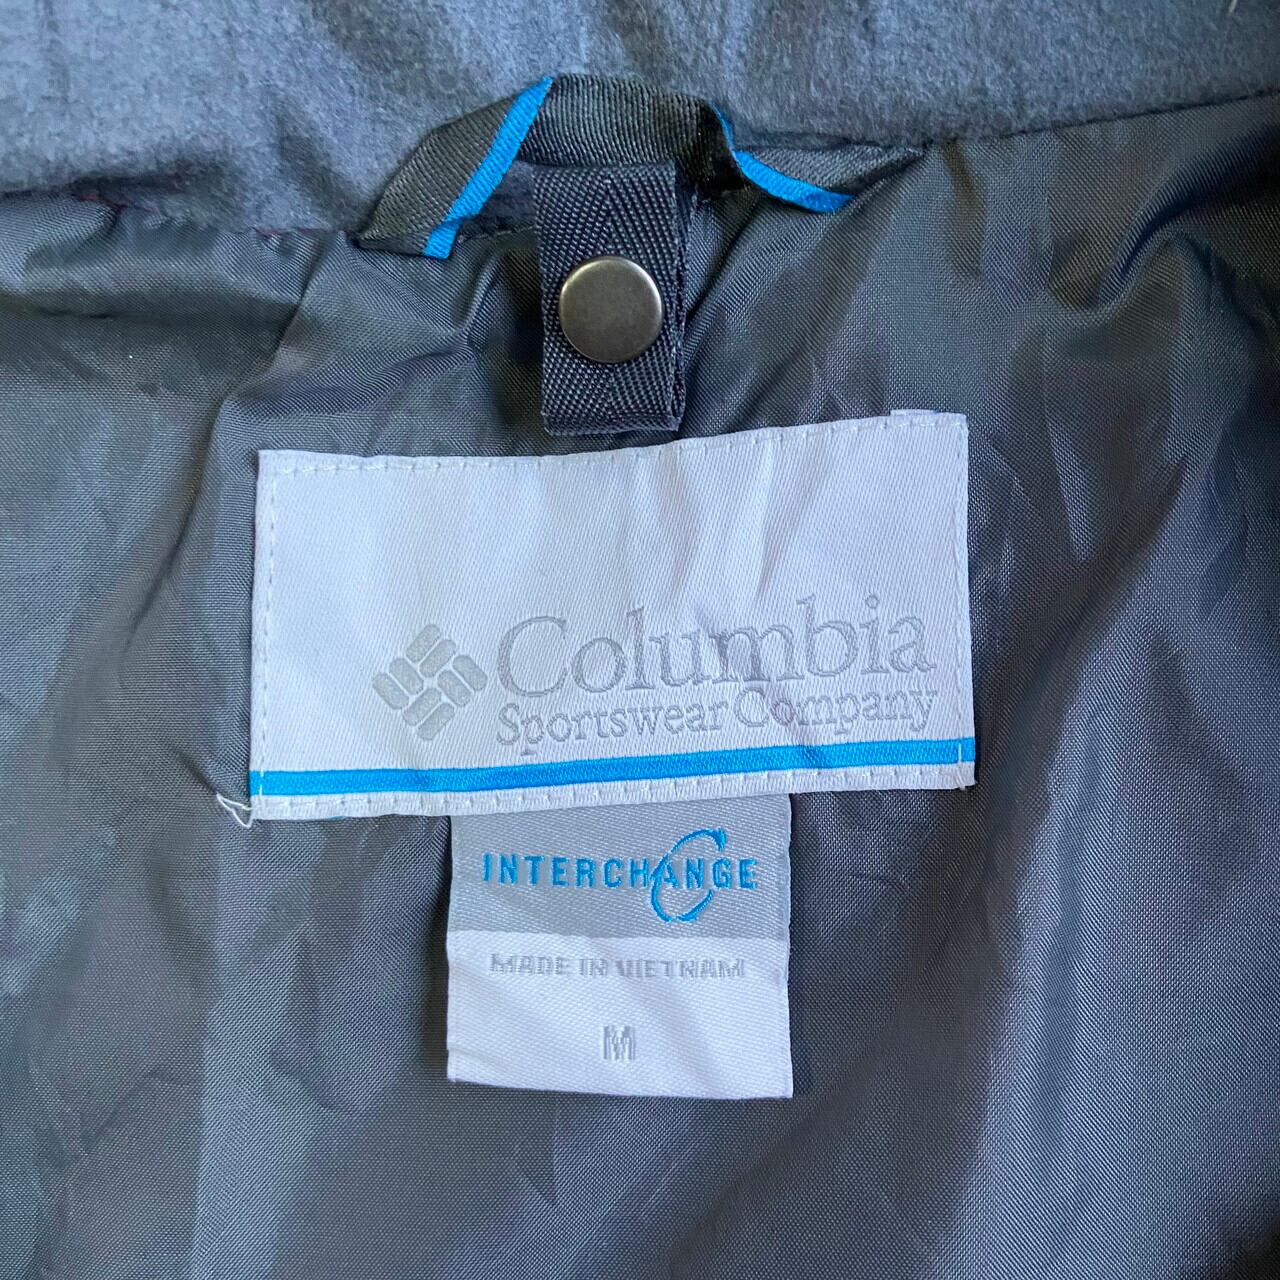 Columbia
Sportswear Company
INTERCHANGE
MADE IN VIETNAM
M